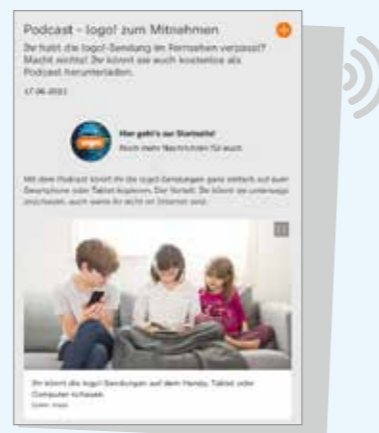 Podcast - logo! zum Mitnehmen
Ihr habt die logo!-Sendung im Fernsehen verpasst?
Macht nichts! Ihr könnt sie auch kostenlos als
Podcast herunterladen.
17.06.2021
logo!
Hier geht's zur Startseite!
Noch mehr Nachrichten für euch.
Mit dem Podcast könnt ihr die logo!-Sendungen ganz einfach auf euer
Smartphone oder Tablet kopieren. Der Vorteil: Ihr könnt sie unterwegs
anschauen, auch wenn ihr nicht im Internet seid.
Ihr könnt die logo!-Sendungen auf dem Handy, Tablet oder
Computer schauen.